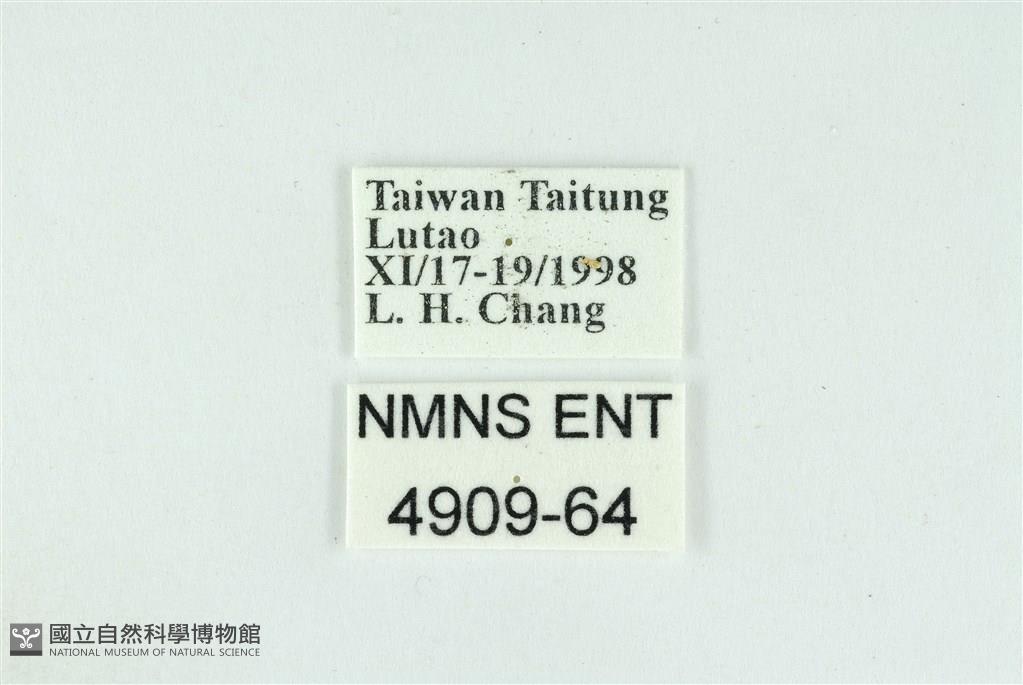 Taiwan Taitung
Lutao
XI/17-19/1998
L. H. Chang
NMNS ENT
4909-64
國立自然科學博物館
NATIONAL MUSEUM OF NATURAL SCIENCE